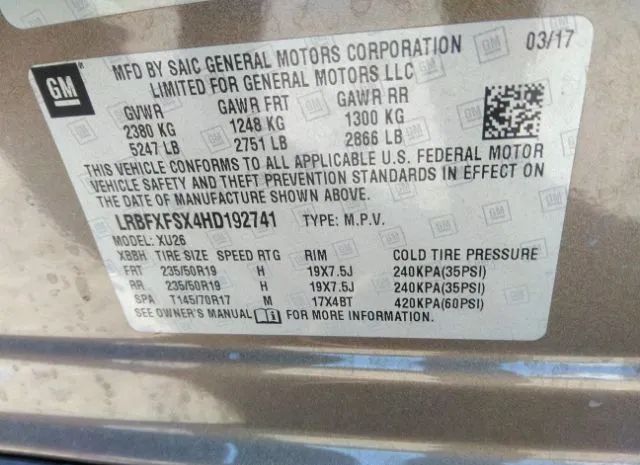 GM
MFD BY SAIC GENERAL MOTORS CORPORATION 03/17
LIMITED FOR GENERAL MOTORS LLC
GVWR GAWR FRT GAWR RR
2380 KG 1248 KG 1300 KG
5247 LB 2751 LB 2866 LB
THIS VEHICLE CONFORMS TO ALL APPLICABLE U.S. FEDERAL MOTOR
VEHICLE SAFETY AND THEFT PREVENTION STANDARDS IN EFFECT ON
THE DATE OF MANUFACTURE SHOWN ABOVE.
LRBFXFSX4HD192741 TYPE: M.P.V.
MODEL: XU26
XBBH TIRE SIZE SPEED RTG RIM COLD TIRE PRESSURE
FRT 235/50R19 H 19X7.5J 240KPA(35PSI)
RR 235/50R19 H 19X7.5J 240KPA(35PSI)
SPA T145/70R17 M 17X4BT 420KPA(60PSI)
SEE OWNER'S MANUAL i FOR MORE INFORMATION.